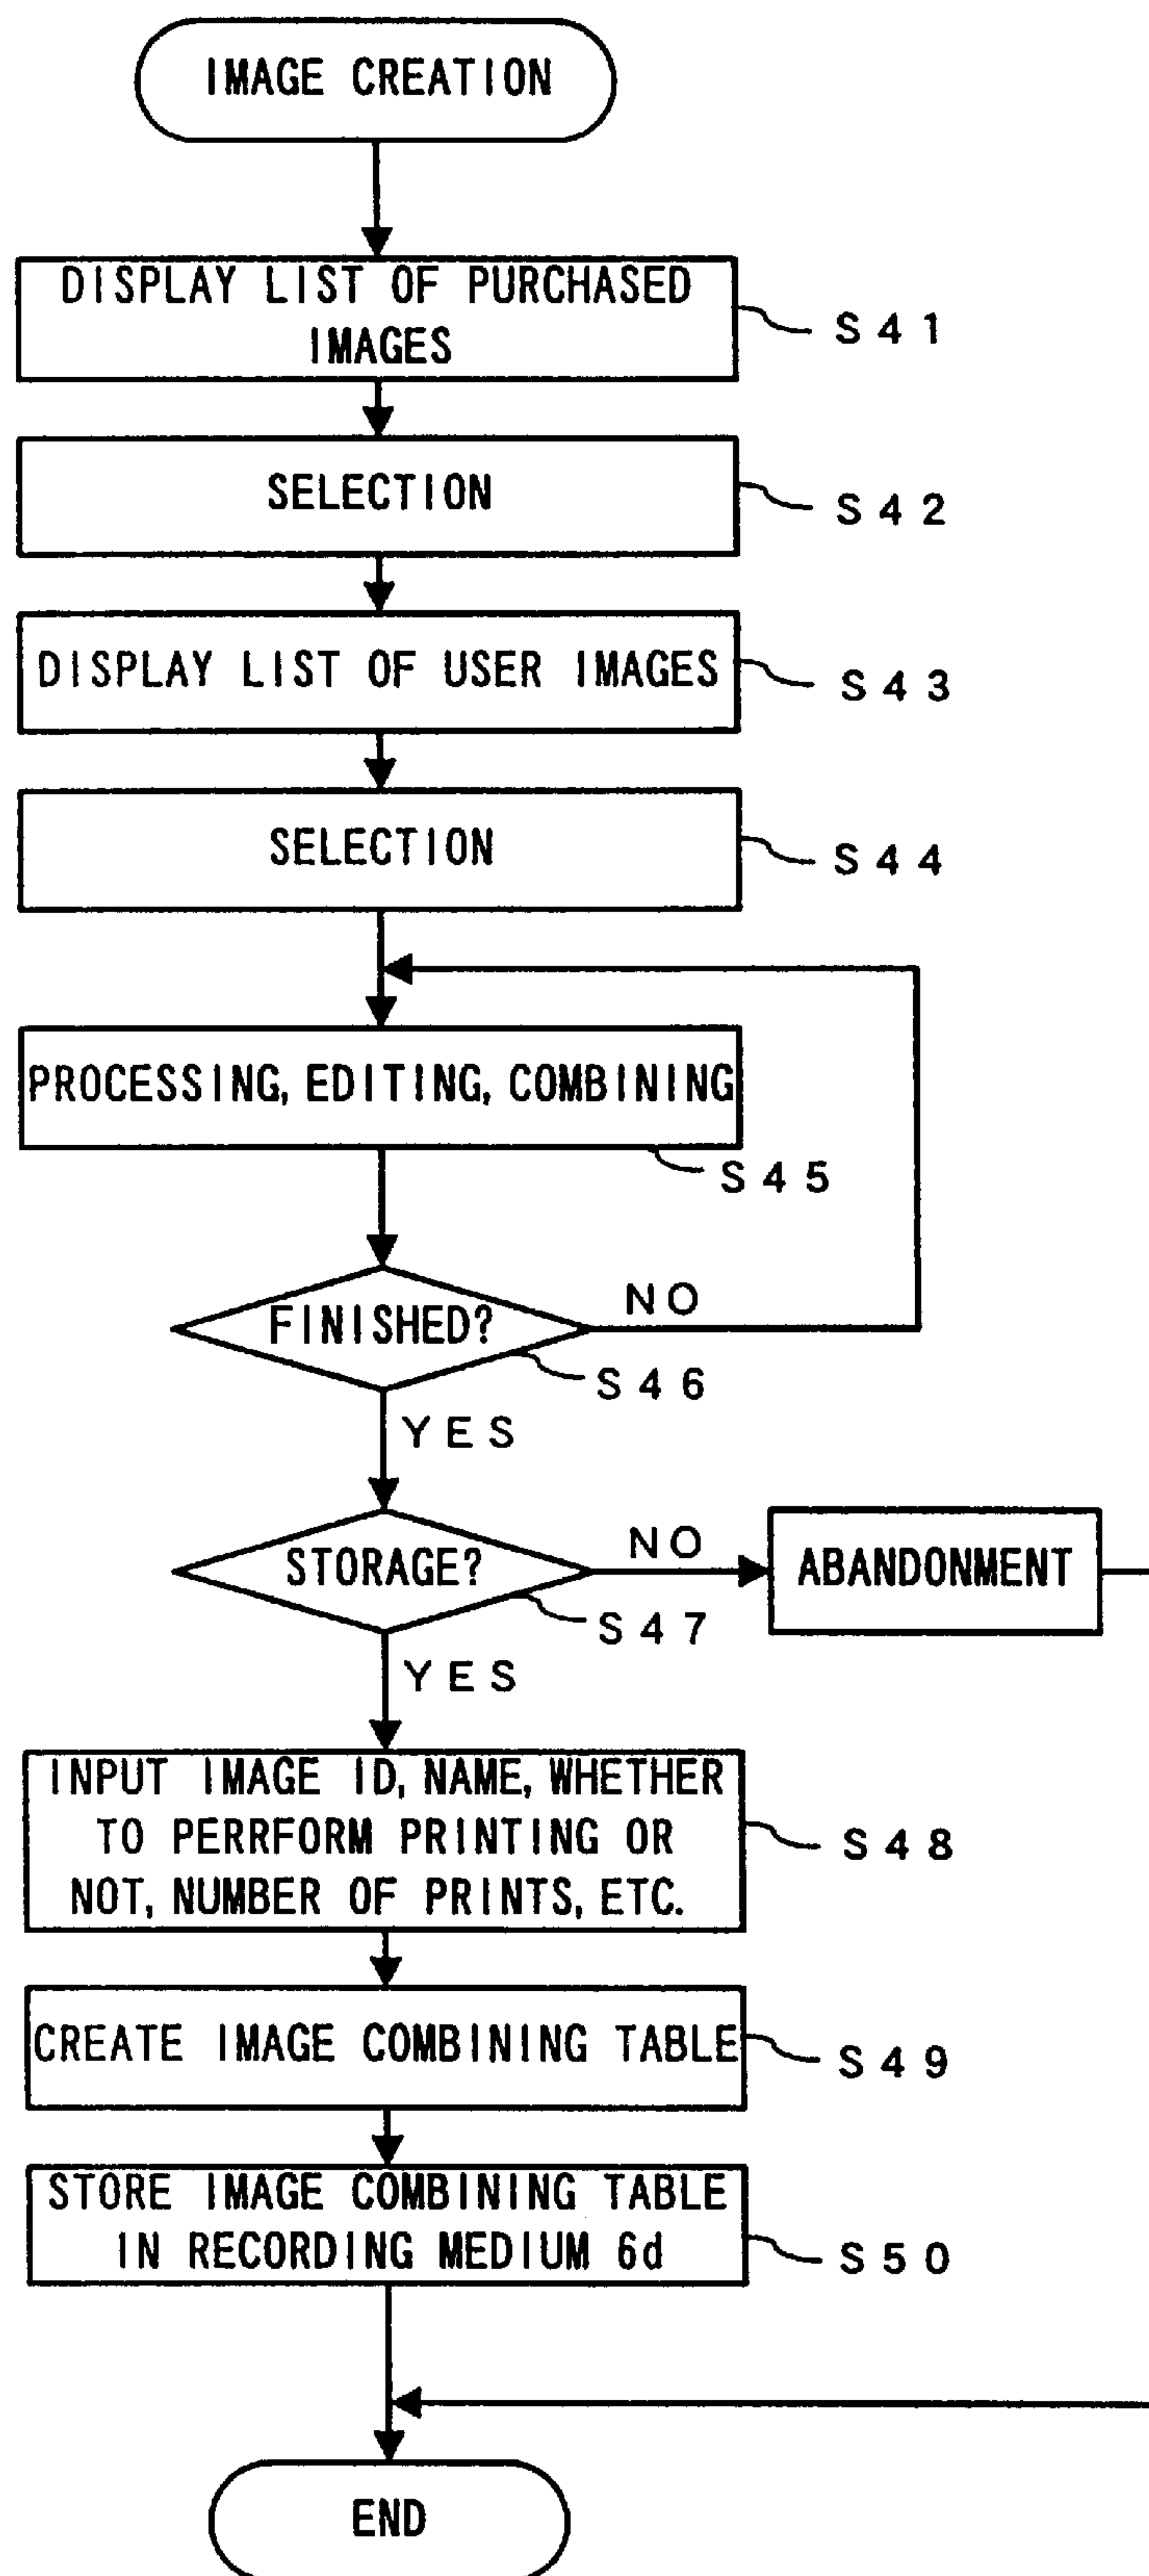 IMAGE CREATION
DISPLAY LIST OF PURCHASED
IMAGES
S41
SELECTION
S42
DISPLAY LIST OF USER IMAGES
S43
SELECTION
S44
PROCESSING, EDITING, COMBINING
S45
FINISHED?
NO
S46
YES
STORAGE?
NO
ABANDONMENT
S47
YES
INPUT IMAGE ID, NAME, WHETHER
TO PERRFORM PRINTING OR
NOT, NUMBER OF PRINTS, ETC.
S48
CREATE IMAGE COMBINING TABLE
S49
STORE IMAGE COMBINING TABLE
IN RECORDING MEDIUM 6d
S50
END